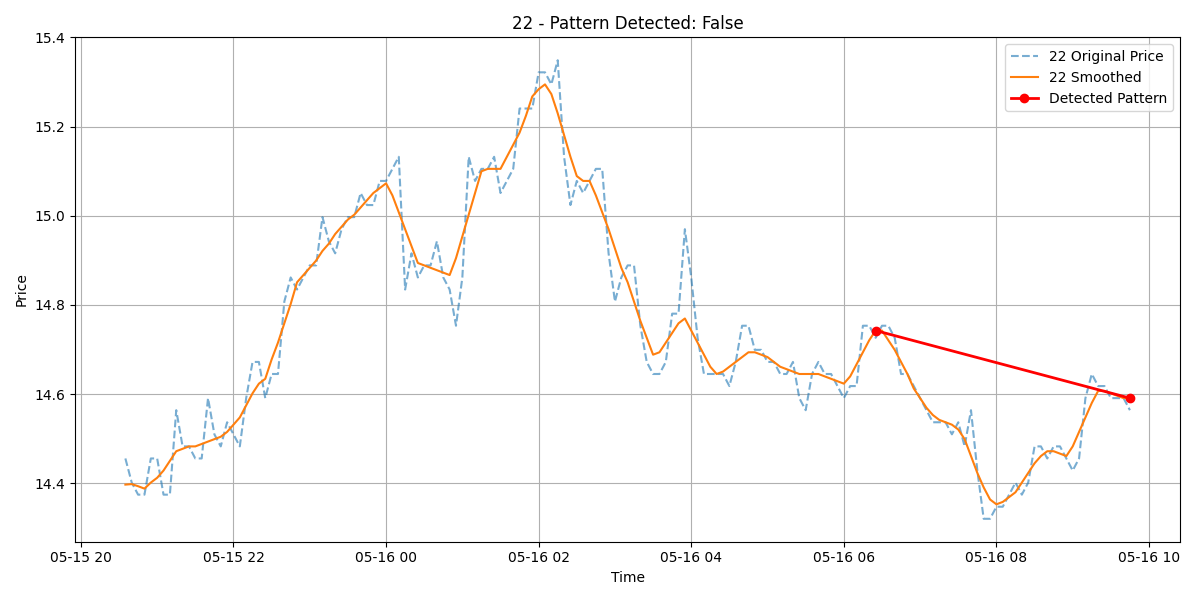 22 - Pattern Detected: False
15.4
15.2
15.0
14.8
14.6
14.4
Price
22 Original Price
22 Smoothed
Detected Pattern
05-15 20
05-15 22
05-16 00
05-16 02
05-16 04
05-16 06
05-16 08
05-16 10
Time